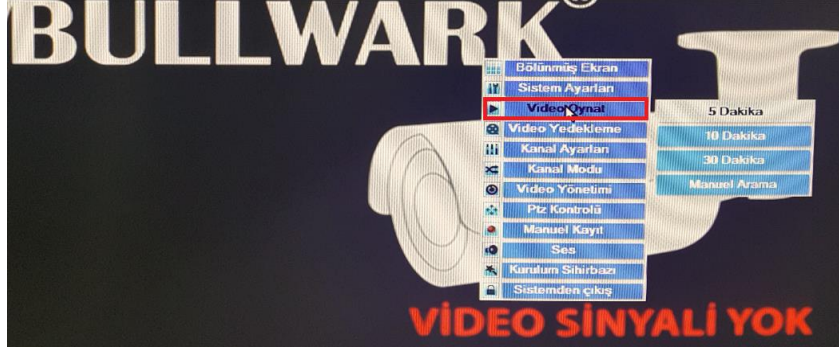 BULLWARK®
Bölünmüş Ekran
Sistem Ayarları
Video Oynat
Video Yedekleme
Kanal Ayarları
Kanal Modu
Video Yönetimi
Ptz Kontrolü
Manuel Kayıt
Ses
Kurulum Sihirbazı
Sistemden çıkış
5 Dakika
10 Dakika
30 Dakika
Manuel Arama
VİDEO SİNYALİ YOK